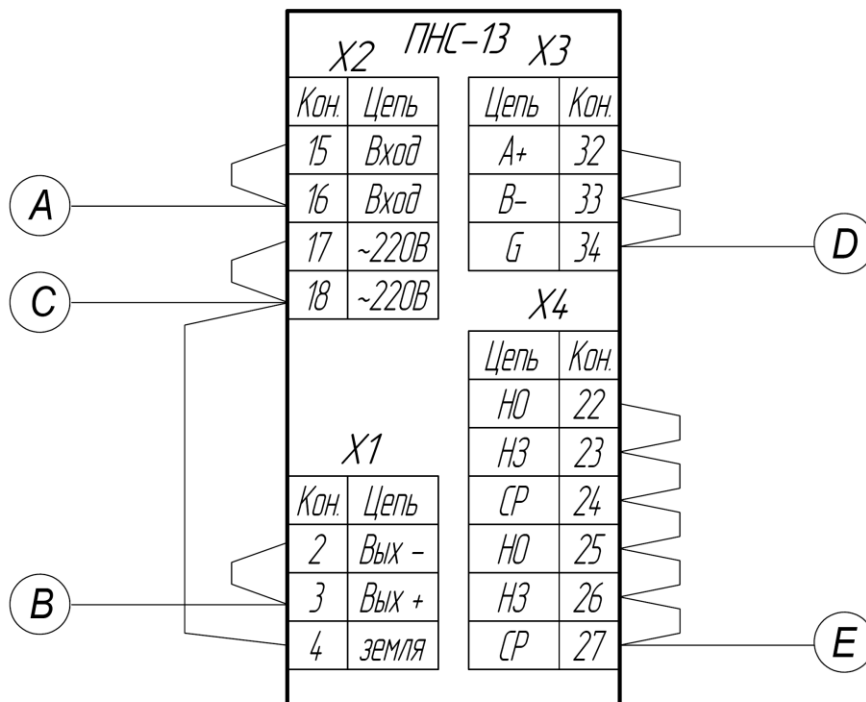 ПНС-13
X2
Кон. Цепь
15 Вход
16 Вход
17 ~220В
18 ~220В
X1
Кон. Цепь
2 Вых -
3 Вых +
4 земля
X3
Цепь Кон.
A+ 32
B- 33
G 34
X4
Цепь Кон.
НО 22
НЗ 23
СР 24
НО 25
НЗ 26
СР 27
A
C
B
D
E